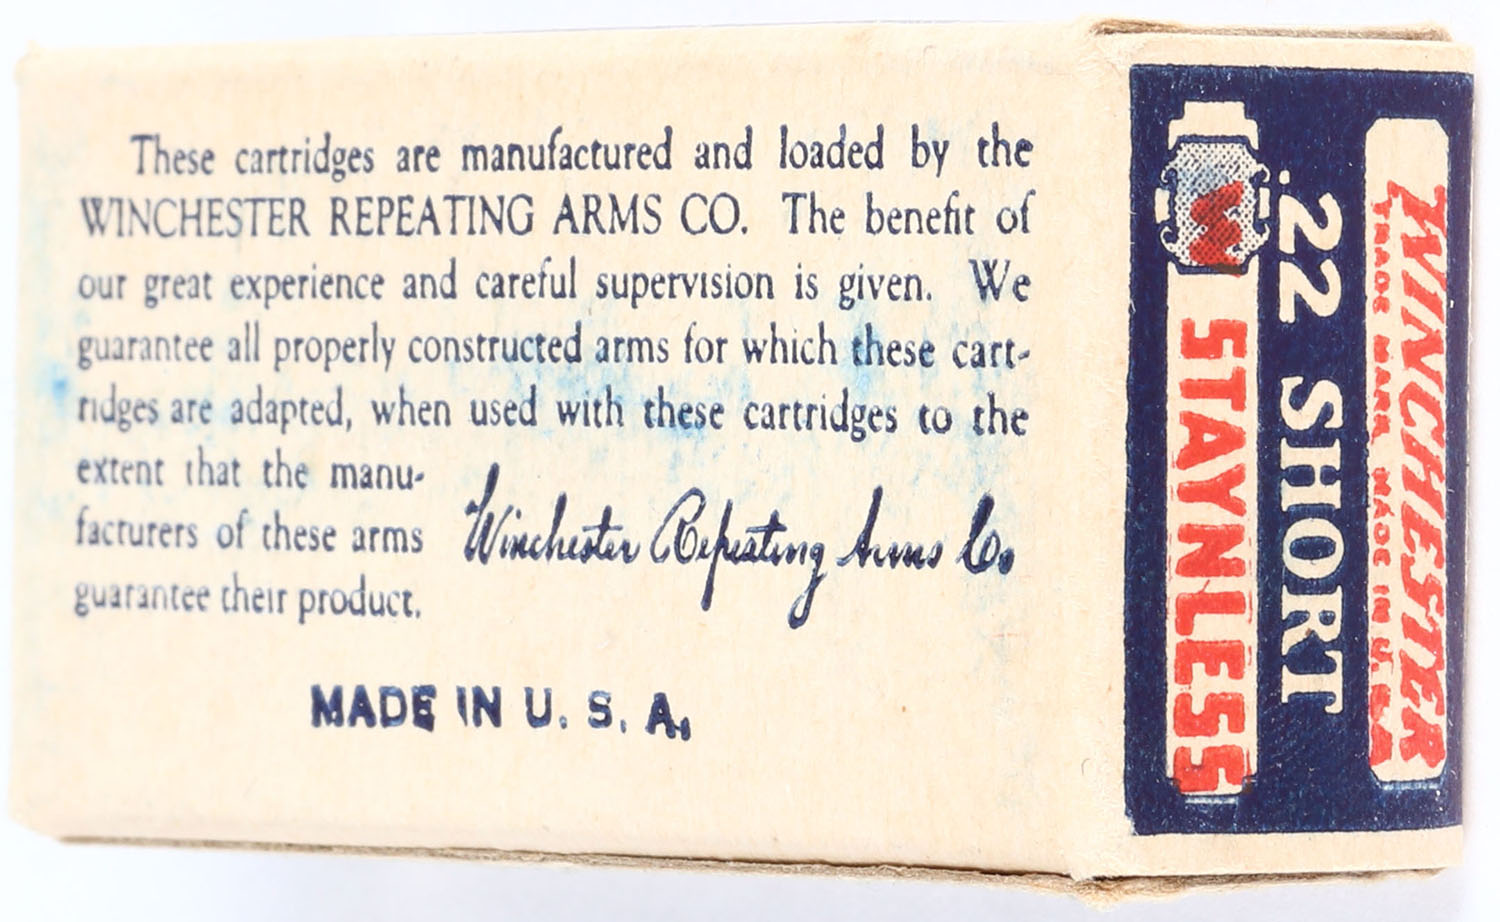 These cartridges are manufactured and loaded by the
WINCHESTER REPEATING ARMS CO. The benefit of
our great experience and careful supervision is given. We
guarantee all properly constructed arms for which these cart-
ridges are adapted, when used with these cartridges to the
extent that the manu-
facturers of these arms
guarantee their product.
Winchester Repeating Arms Co.
MADE IN U. S. A.
WINCHESTER
TRADE MARK MADE IN U.S.A
.22 SHORT
W STAYNLESS